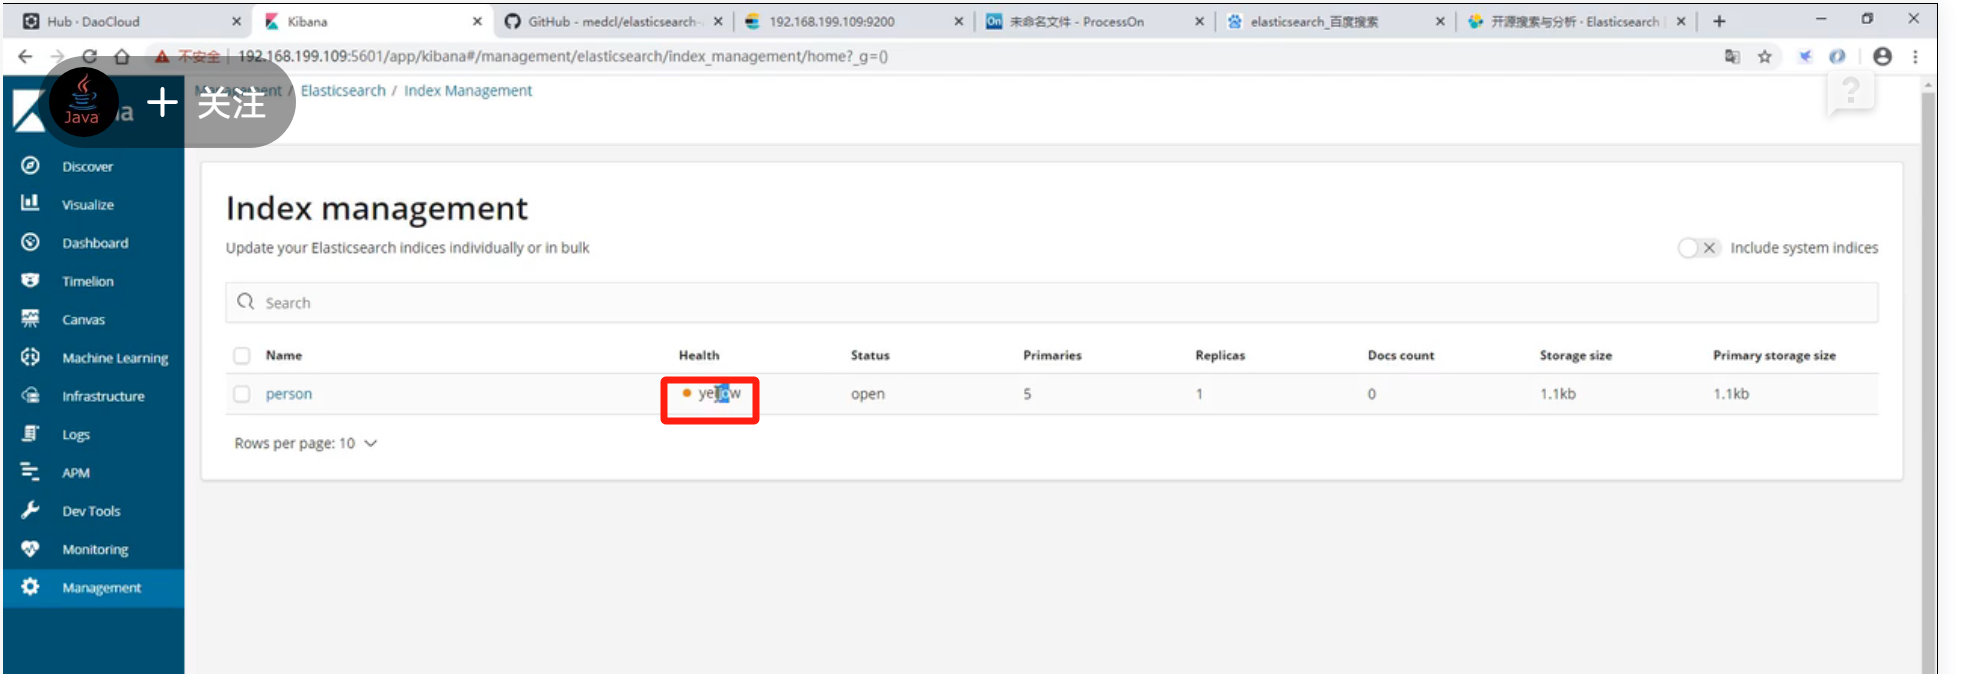 Hub · DaoCloud
Kibana
GitHub - medcl/elasticsearch-
192.168.199.109:9200
未命名文件 - ProcessOn
elasticsearch_百度搜索
开源搜索与分析 · Elasticsearch
不安全 | 192.168.199.109:5601/app/kibana#/management/elasticsearch/index_management/home?_g=()
Management / Elasticsearch / Index Management
Java
关注
Discover
Visualize
Dashboard
Timelion
Canvas
Machine Learning
Infrastructure
Logs
APM
Dev Tools
Monitoring
Management
Index management
Update your Elasticsearch indices individually or in bulk
Include system indices
Search
Name Health Status Primaries Replicas Docs count Storage size Primary storage size
person yellow open 5 1 0 1.1kb 1.1kb
Rows per page: 10